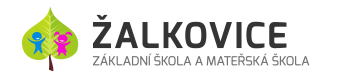 ŽALKOVICE
ZÁKLADNÍ ŠKOLA A MATEŘSKÁ ŠKOLA